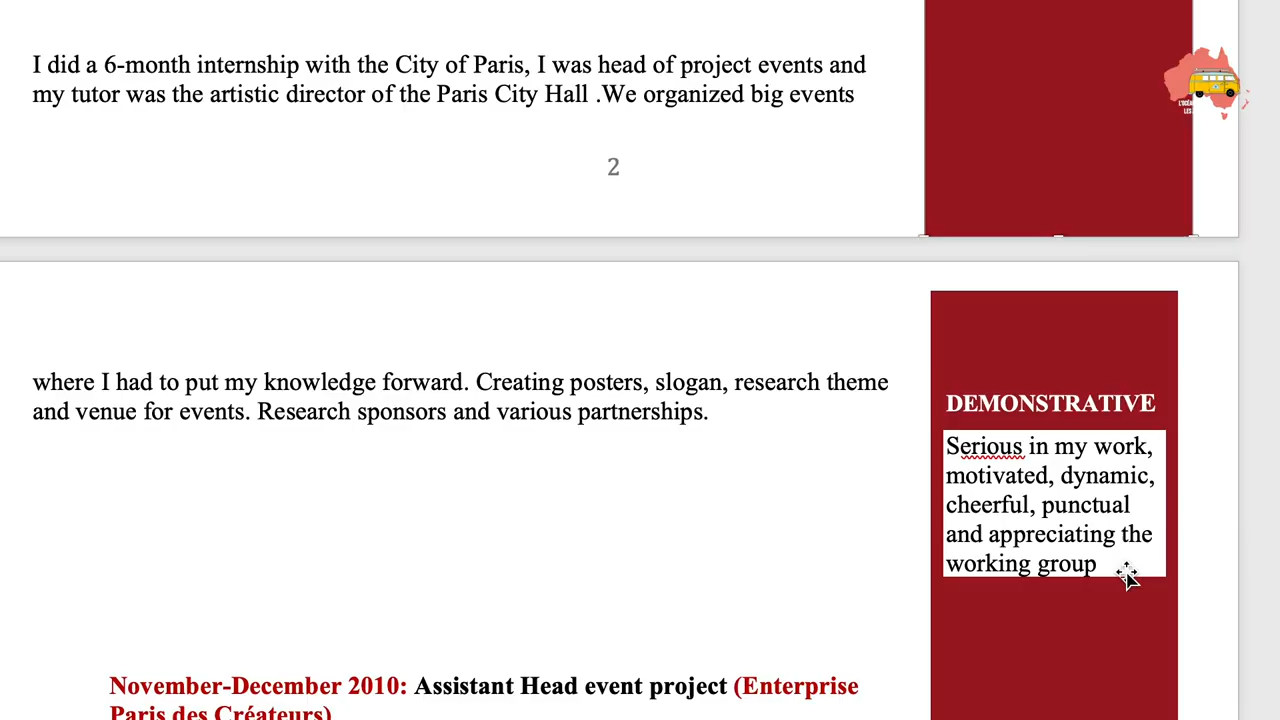 I did a 6-month internship with the City of Paris, I was head of project events and
my tutor was the artistic director of the Paris City Hall .We organized big events
2
where I had to put my knowledge forward. Creating posters, slogan, research theme
and venue for events. Research sponsors and various partnerships.
DEMONSTRATIVE
Serious in my work,
motivated, dynamic,
cheerful, punctual
and appreciating the
working group
November-December 2010: Assistant Head event project (Enterprise
Paris des Créateurs)